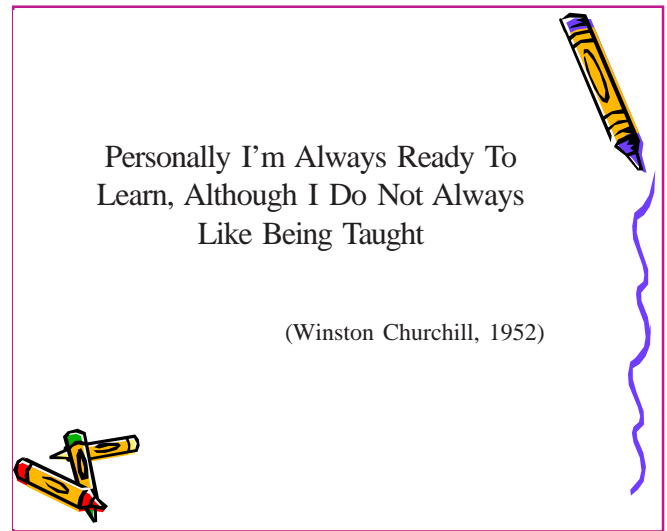 Personally I'm Always Ready To
Learn, Although I Do Not Always
Like Being Taught
(Winston Churchill, 1952)